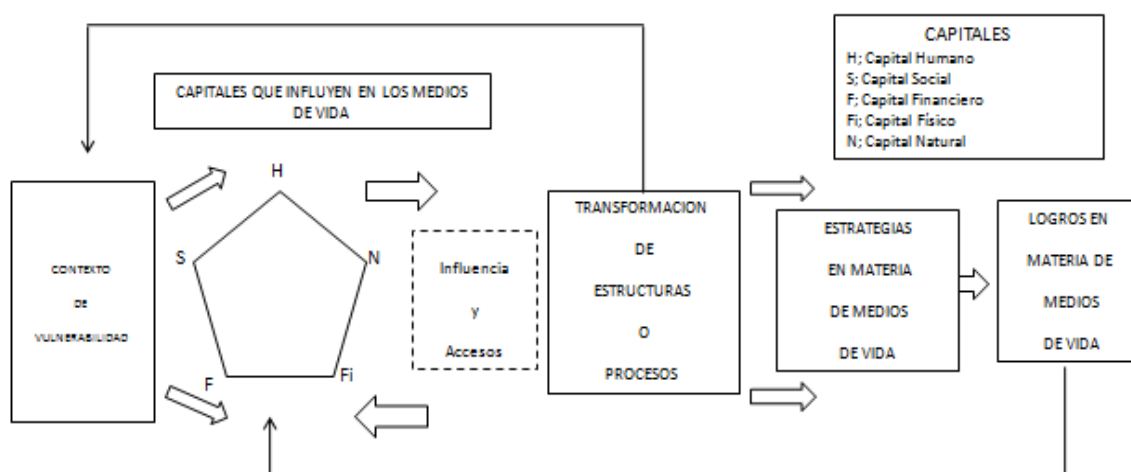 CAPITALES QUE INFLUYEN EN LOS MEDIOS
DE VIDA
CAPITALES
H; Capital Humano
S; Capital Social
F; Capital Financiero
Fi; Capital Físico
N; Capital Natural
CONTEXTO
DE
VULNERABILIDAD
H
S
N
F
Fi
Influencia
y
Accesos
TRANSFORMACION
DE
ESTRUCTURAS
O
PROCESOS
ESTRATEGIAS
EN MATERIA
DE MEDIOS
DE VIDA
LOGROS EN
MATERIA DE
MEDIOS
DE VIDA